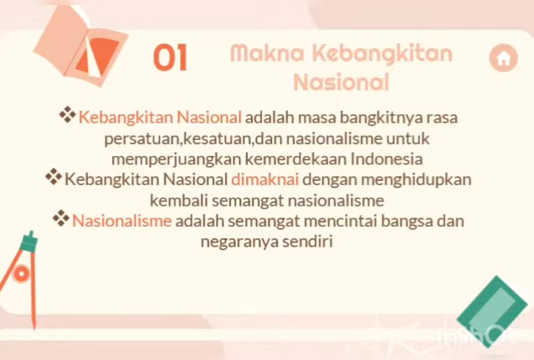 01
Makna Kebangkitan
Nasional
❖Kebangkitan Nasional adalah masa bangkitnya rasa
persatuan,kesatuan,dan nasionalisme untuk
memperjuangkan kemerdekaan Indonesia
❖Kebangkitan Nasional dimaknai dengan menghidupkan
kembali semangat nasionalisme
❖Nasionalisme adalah semangat mencintai bangsa dan
negaranya sendiri
InShOt